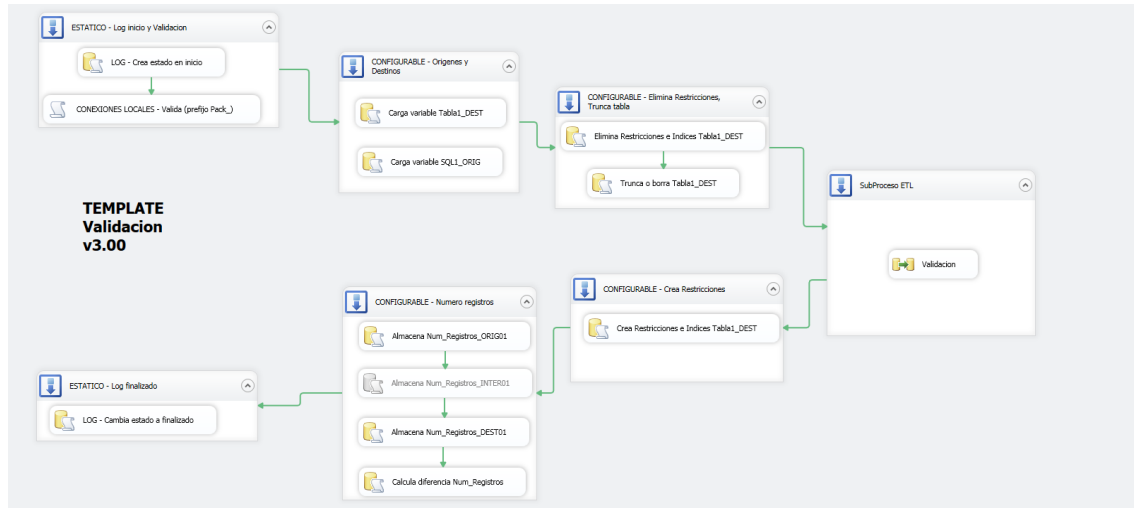 ESTATICO - Log inicio y Validacion
LOG - Crea estado en inicio
CONEXIONES LOCALES - Valida (prefijo Pack_)
CONFIGURABLE - Origenes y
Destinos
Carga variable Tabla1_DEST
Carga variable SQL1_ORIG
CONFIGURABLE - Elimina Restricciones,
Trunca tabla
Elimina Restricciones e Indices Tabla1_DEST
Trunca o borra Tabla1_DEST
SubProceso ETL
Validacion
TEMPLATE
Validacion
v3.00
CONFIGURABLE - Crea Restricciones
Crea Restricciones e Indices Tabla1_DEST
CONFIGURABLE - Numero registros
Almacena Num_Registros_ORIG01
Almacena Num_Registros_INTER01
Almacena Num_Registros_DEST01
Calcula diferencia Num_Registros
ESTATICO - Log finalizado
LOG - Cambia estado a finalizado